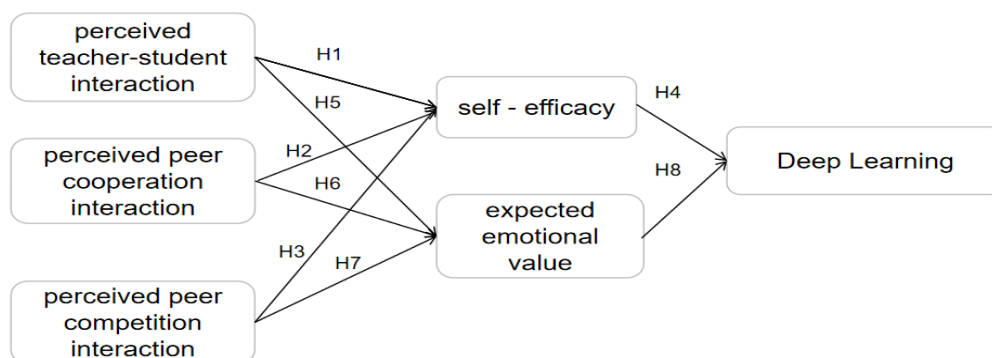 perceived
teacher-student
interaction
H1
H5
self - efficacy
H4
perceived peer
cooperation
interaction
H2
H6
Deep Learning
H8
expected
emotional
value
H3
H7
perceived peer
competition
interaction